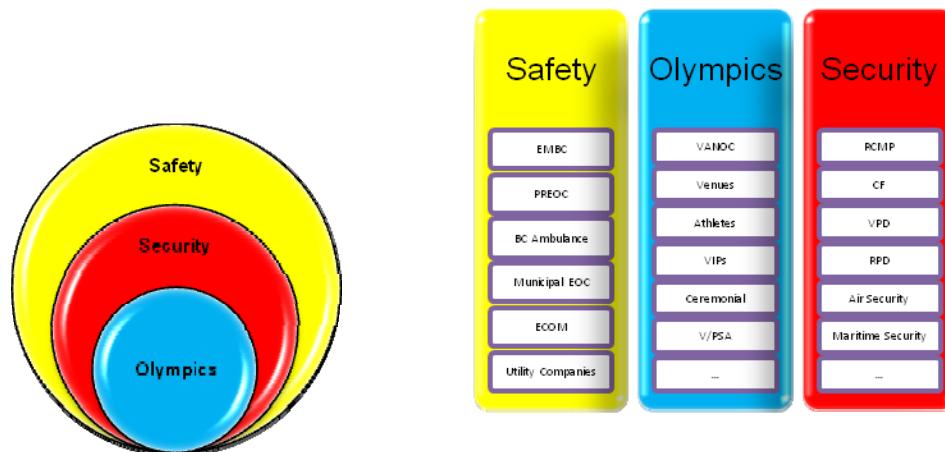 Safety
Security
Olympics
Safety
EMBC
PREOC
BC Ambulance
Municipal EOC
ECOM
Utility Companies
Olympics
VANOC
Venues
Athletes
VIPs
Ceremonial
V/PSA
...
Security
RCMP
CF
VPD
RPD
Air Security
Maritime Security
...